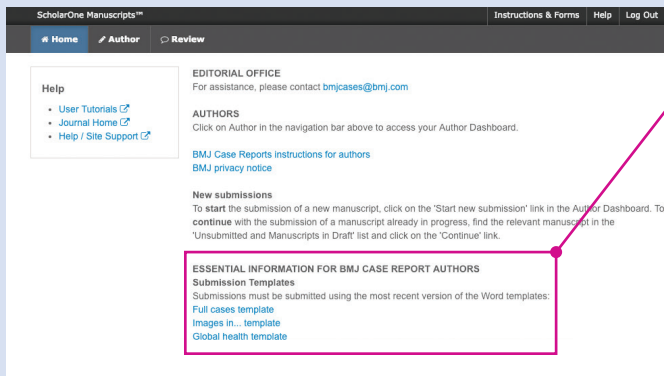 ScholarOne Manuscripts™
Instructions & Forms Help Log Out
Home Author Review
Help
User Tutorials
Journal Home
Help / Site Support
EDITORIAL OFFICE
For assistance, please contact bmjcases@bmj.com
AUTHORS
Click on Author in the navigation bar above to access your Author Dashboard.
BMJ Case Reports instructions for authors
BMJ privacy notice
New submissions
To start the submission of a new manuscript, click on the 'Start new submission' link in the Author Dashboard. To
continue with the submission of a manuscript already in progress, find the relevant manuscript in the
'Unsubmitted and Manuscripts in Draft' list and click on the 'Continue' link.
ESSENTIAL INFORMATION FOR BMJ CASE REPORT AUTHORS
Submission Templates
Submissions must be submitted using the most recent version of the Word templates:
Full cases template
Images in... template
Global health template